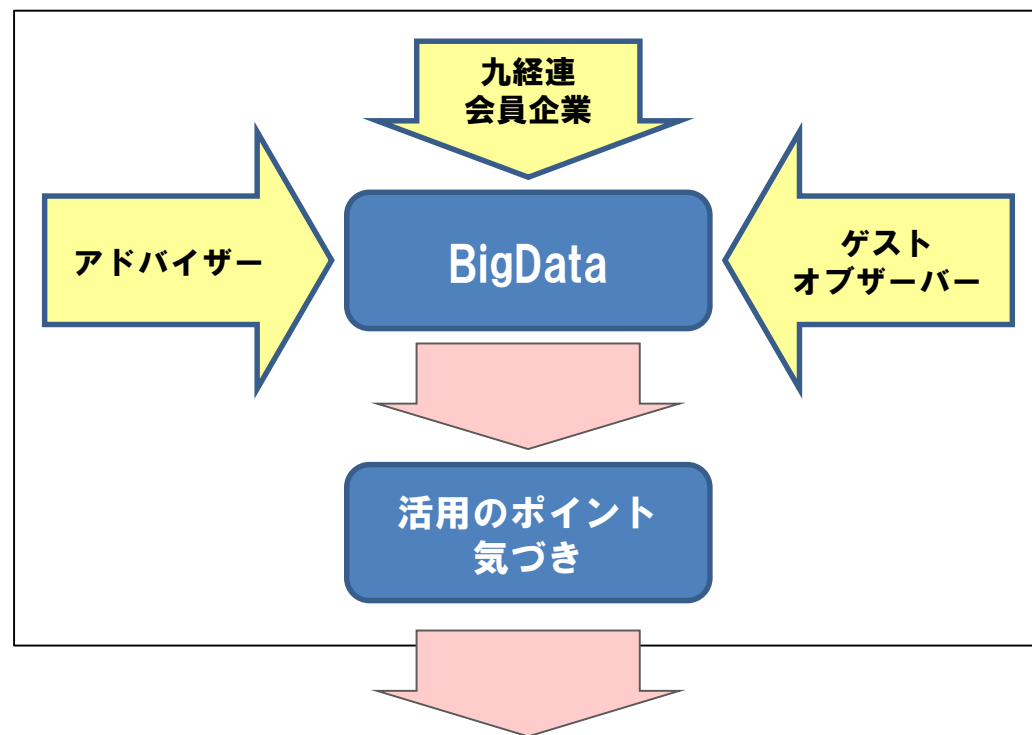 九経連
会員企業
アドバイザー
BigData
ゲスト
オブザーバー
活用のポイント
気づき